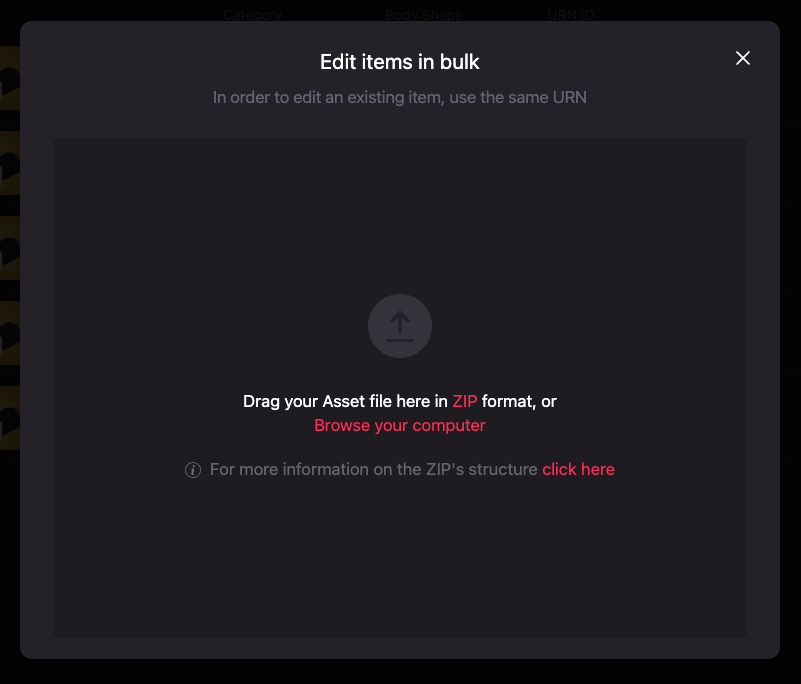 Category Body Shape URN ID
Edit items in bulk
In order to edit an existing item, use the same URN
Drag your Asset file here in ZIP format, or
Browse your computer
For more information on the ZIP's structure click here